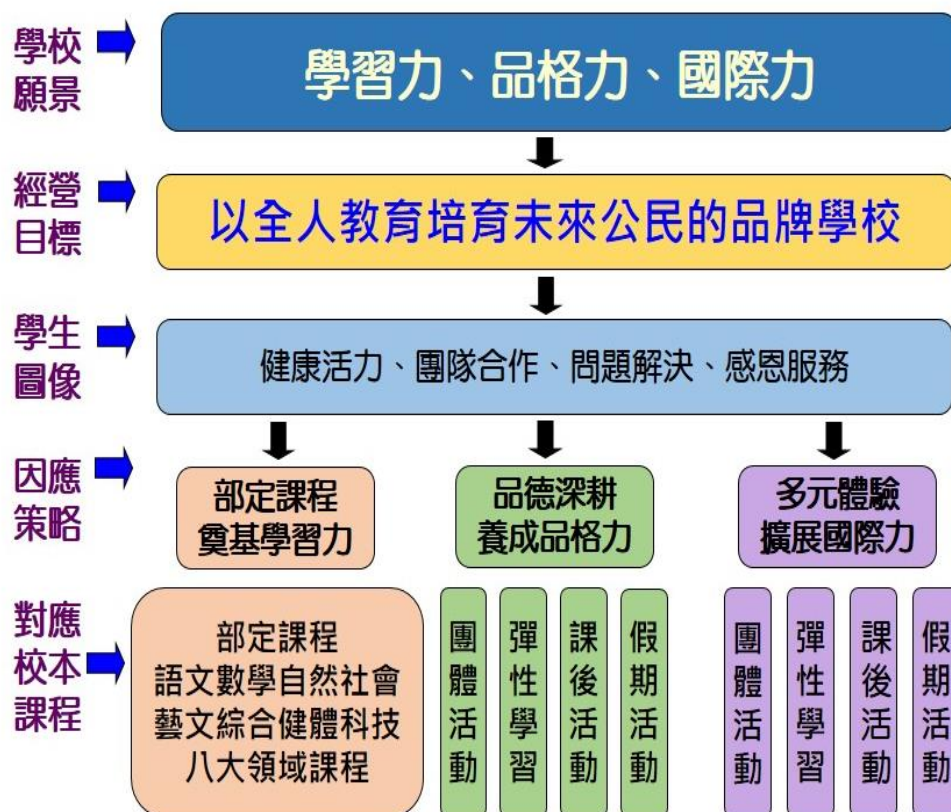 學校
願景
學習力、品格力、國際力
經營
目標
以全人教育培育未來公民的品牌學校
學生
圖像
健康活力、團隊合作、問題解決、感恩服務
因應
策略
部定課程
奠基學習力
品德深耕
養成品格力
多元體驗
擴展國際力
對應
校本
課程
部定課程
語文數學自然社會
藝文綜合健體科技
八大領域課程
團體活動
彈性學習
課後活動
假期活動
團體活動
彈性學習
課後活動
假期活動